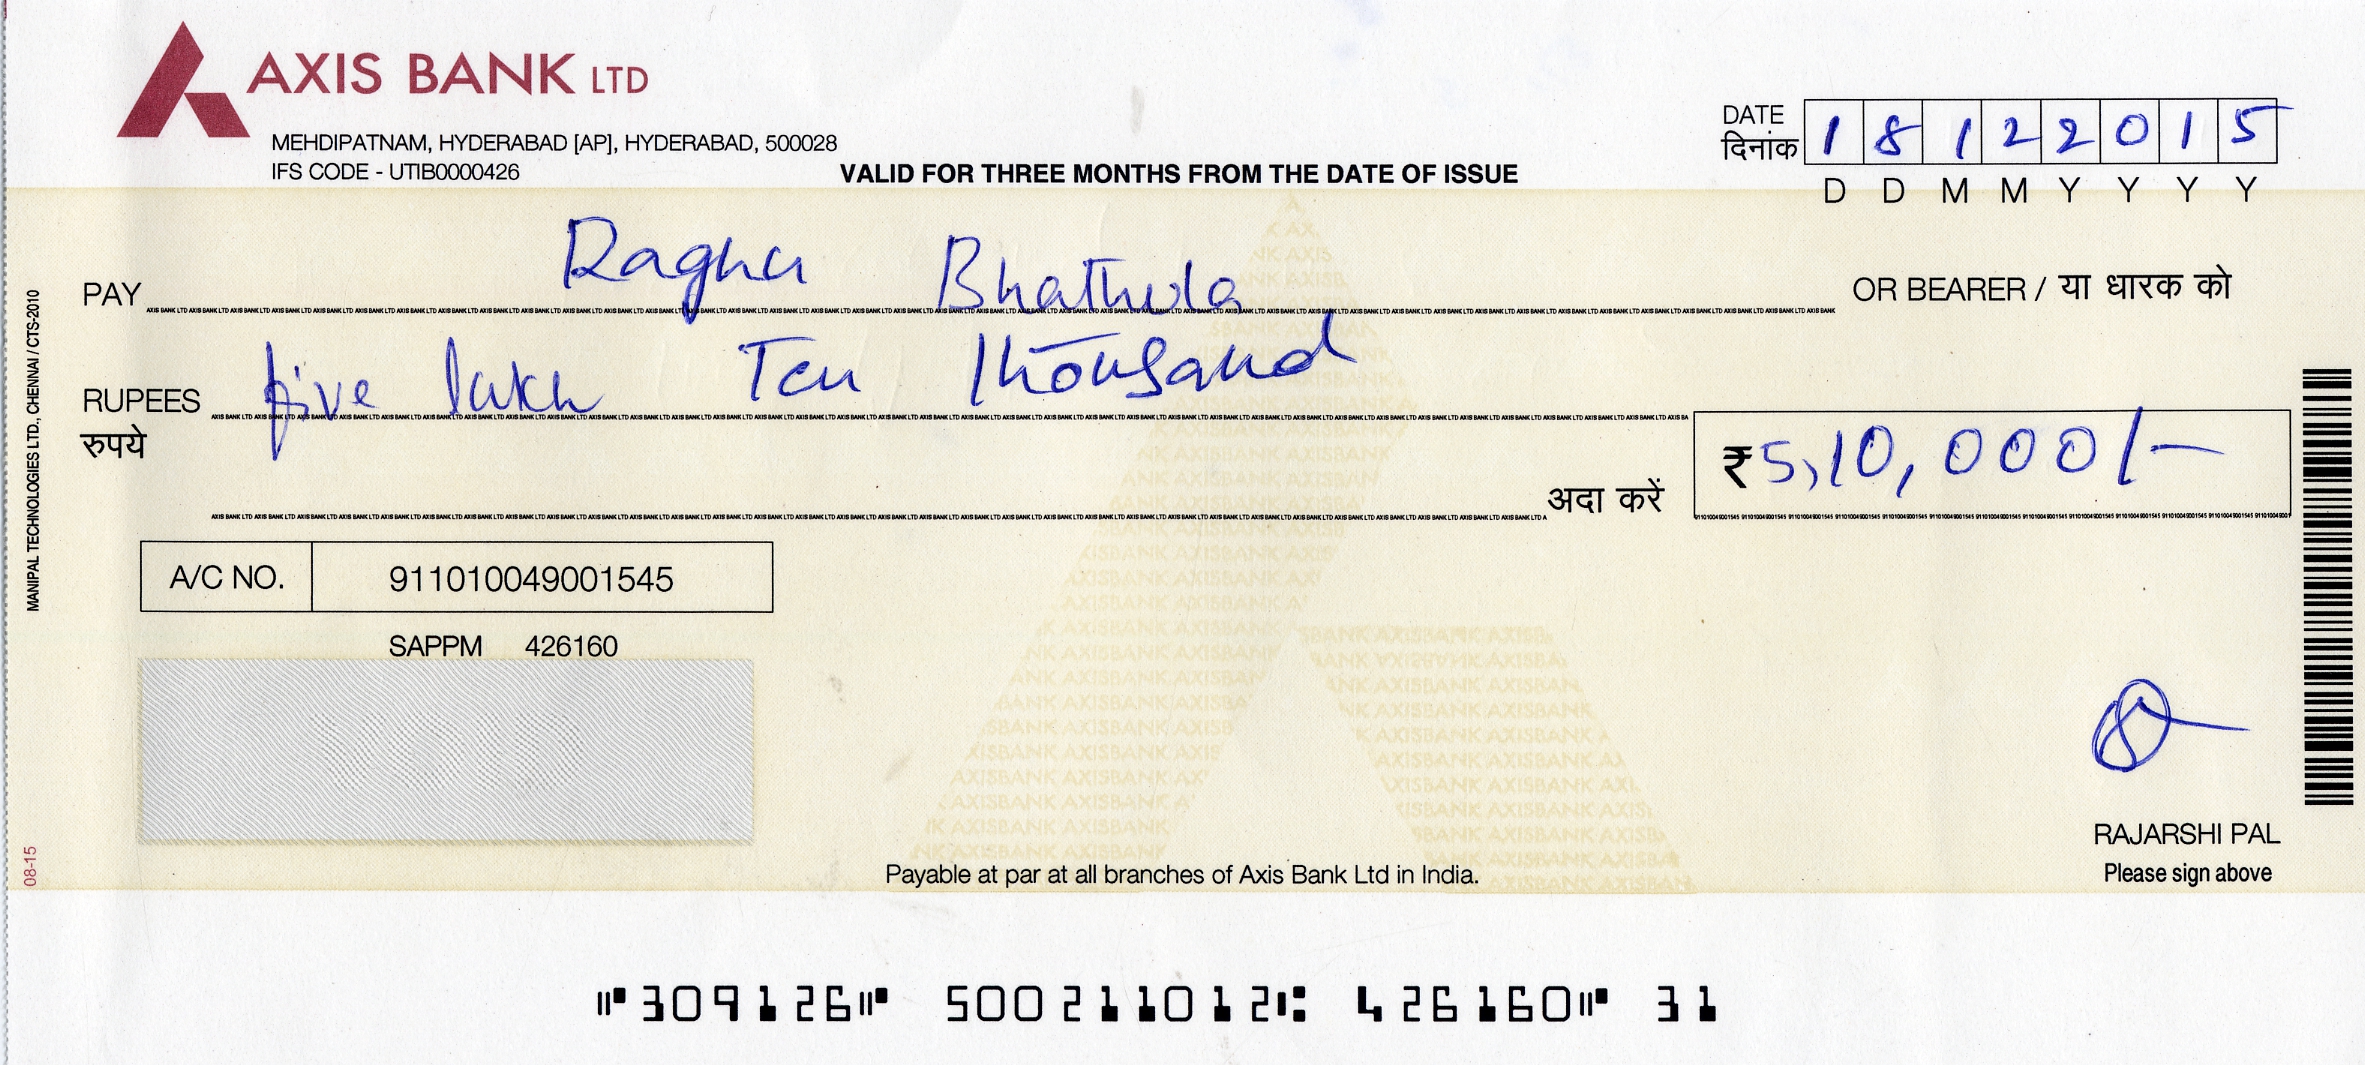 AXIS BANK LTD
MEHDIPATNAM, HYDERABAD [AP], HYDERABAD, 500028
IFS CODE - UTIB0000426
VALID FOR THREE MONTHS FROM THE DATE OF ISSUE
DATE
दिनांक
1 8 1 2 2 0 1 5
D D M M Y Y Y Y
PAY Raghu Bhathula OR BEARER / या धारक को
RUPEES five lakh Ten Thousand
रुपये
अदा करें ₹ 5,10,000/-
A/C NO. 911010049001545
SAPPM 426160
VOID
RAJARSHI PAL
Please sign above
Payable at par at all branches of Axis Bank Ltd in India.
MANIPAL TECHNOLOGIES LTD., CHENNAI / CTS-2010
08-15
⑈309126⑈ 500211012⑆ 426160⑈ 31